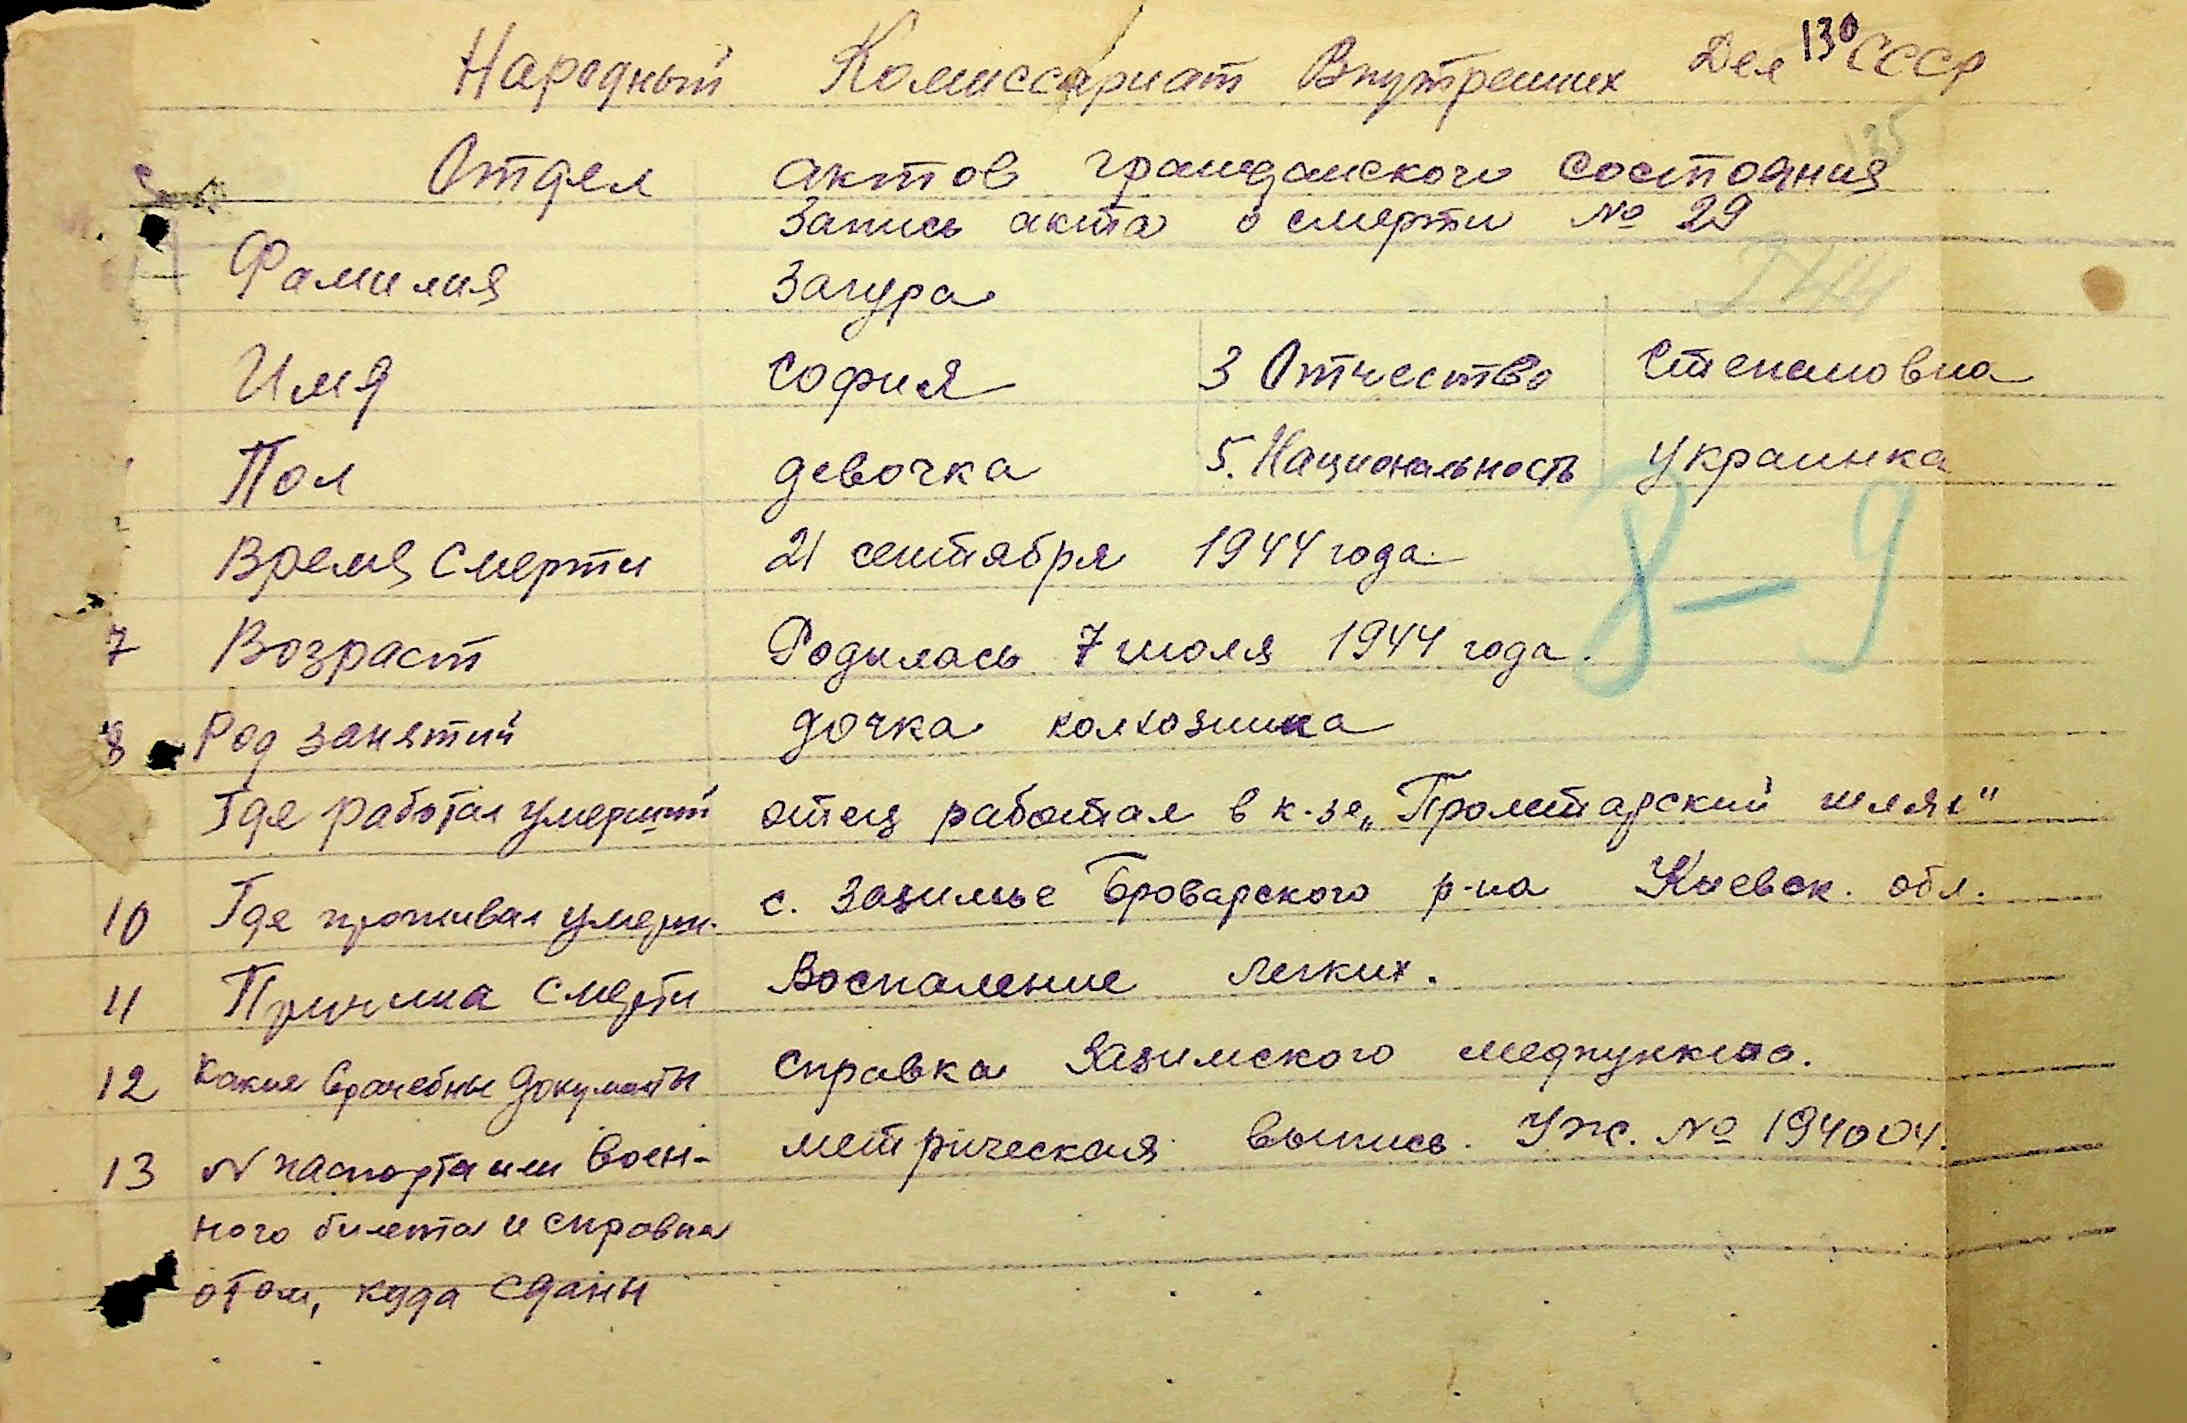 130
Народный Комиссариат Внутренних Дел СССР
135
Отдел актов гражданского состояния
Запись акта о смерти № 29
Фамилия Загура
244
Имя София 3 Отчество Степановна
Пол девочка 5. Национальность украинка
Время смерти 21 сентября 1944 года.
8-9
7 Возраст Родилась 7 июля 1944 года.
8 Род занятий дочка колхозника
Где работал умерший отец работал в к-зе „Пролетарский шлях"
10 Где проживал умерш. с. Зазимье Броварского р-на Киевск. обл.
11 Причина смерти Воспаление легких.
12 Какие врачебные документы справка Зазимского медпункта.
13 N паспорта или воен- метрическая выпись. УЖ. № 194004.
ного билета и справка
о том, куда сданы